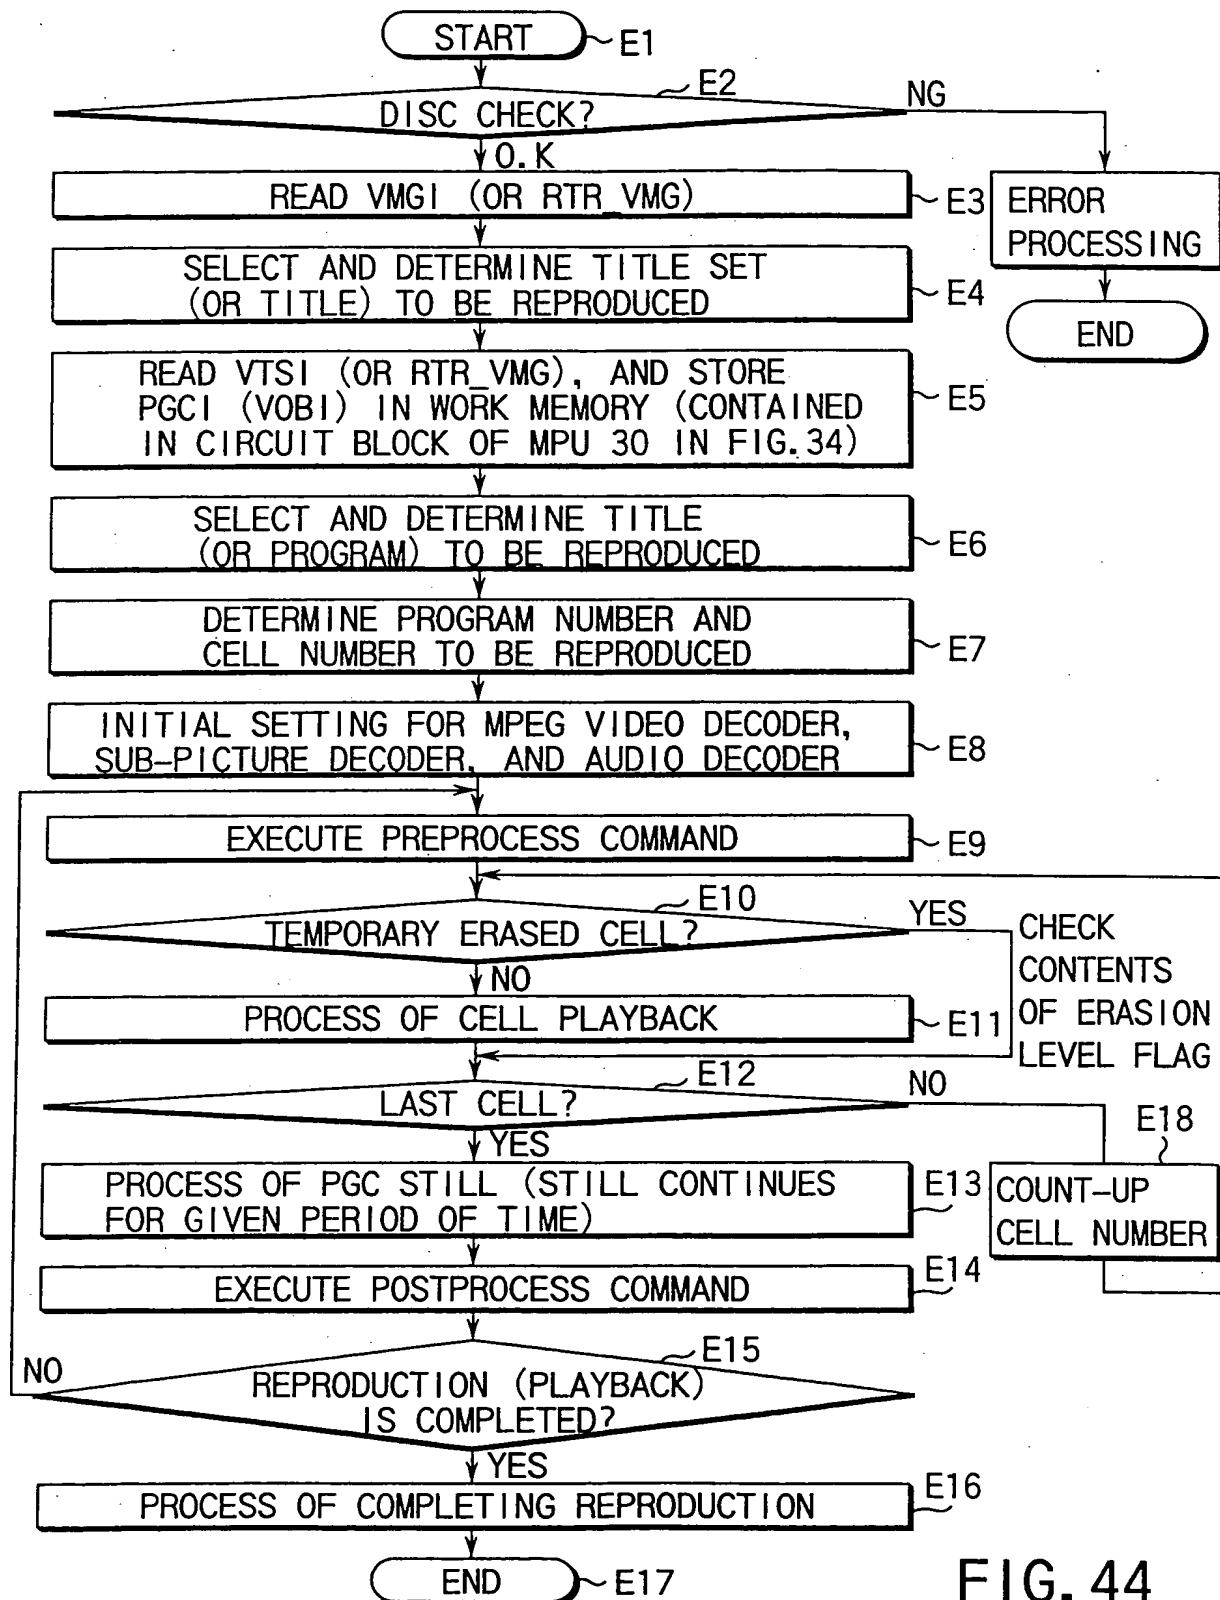 START
E1
E2
DISC CHECK?
NG
O.K
READ VMGI (OR RTR_VMG)
E3
ERROR
PROCESSING
END
SELECT AND DETERMINE TITLE SET
(OR TITLE) TO BE REPRODUCED
E4
READ VTSI (OR RTR_VMG), AND STORE
PGCI (VOBI) IN WORK MEMORY (CONTAINED
IN CIRCUIT BLOCK OF MPU 30 IN FIG.34)
E5
SELECT AND DETERMINE TITLE
(OR PROGRAM) TO BE REPRODUCED
E6
DETERMINE PROGRAM NUMBER AND
CELL NUMBER TO BE REPRODUCED
E7
INITIAL SETTING FOR MPEG VIDEO DECODER,
SUB-PICTURE DECODER, AND AUDIO DECODER
E8
EXECUTE PREPROCESS COMMAND
E9
E10
TEMPORARY ERASED CELL?
YES
NO
CHECK
CONTENTS
OF ERASION
LEVEL FLAG
PROCESS OF CELL PLAYBACK
E11
E12
LAST CELL?
NO
YES
E18
COUNT-UP
CELL NUMBER
PROCESS OF PGC STILL (STILL CONTINUES
FOR GIVEN PERIOD OF TIME)
E13
EXECUTE POSTPROCESS COMMAND
E14
E15
NO
REPRODUCTION (PLAYBACK)
IS COMPLETED?
YES
PROCESS OF COMPLETING REPRODUCTION
E16
END
E17
FIG. 44